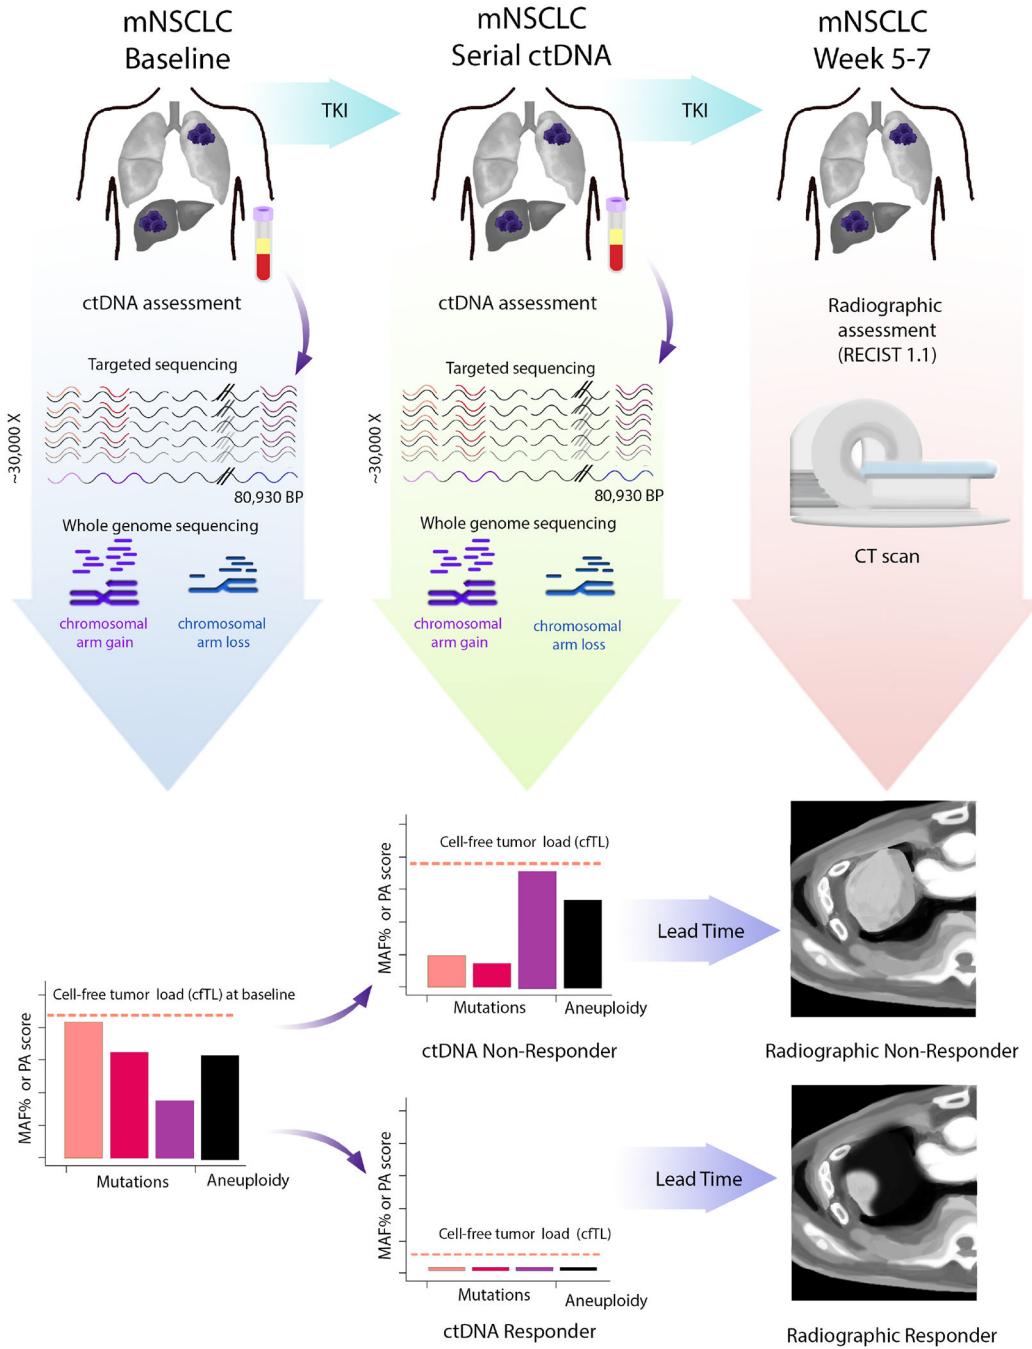 mNSCLC
Baseline
mNSCLC
Serial ctDNA
mNSCLC
Week 5-7
TKI
TKI
ctDNA assessment
ctDNA assessment
Radiographic
assessment
(RECIST 1.1)
Targeted sequencing
Targeted sequencing
~30,000 X
~30,000 X
80,930 BP
80,930 BP
Whole genome sequencing
Whole genome sequencing
CT scan
chromosomal
arm gain
chromosomal
arm loss
chromosomal
arm gain
chromosomal
arm loss
Cell-free tumor load (cfTL)
MAF% or PA score
Mutations
Aneuploidy
ctDNA Non-Responder
Lead Time
Radiographic Non-Responder
Cell-free tumor load (cfTL) at baseline
MAF% or PA score
Mutations
Aneuploidy
MAF% or PA score
Cell-free tumor load (cfTL)
Mutations
Aneuploidy
ctDNA Responder
Lead Time
Radiographic Responder